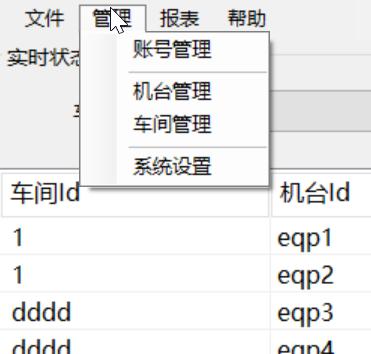 文件 管理 报表 帮助
账号管理
实时状态
机台管理
车间管理
系统设置
车间Id 机台Id
1 eqp1
1 eqp2
dddd eqp3
dddd eqp4